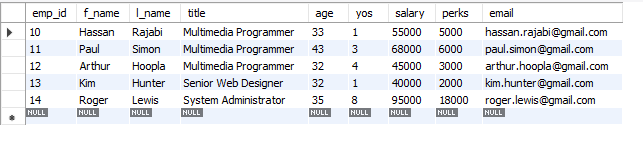 emp_id f_name l_name title age yos salary perks email
10 Hassan Rajabi Multimedia Programmer 33 1 55000 5000 hassan.rajabi@gmail.com
11 Paul Simon Multimedia Programmer 43 3 68000 6000 paul.simon@gmail.com
12 Arthur Hoopla Multimedia Programmer 32 4 45000 3000 arthur.hoopla@gmail.com
13 Kim Hunter Senior Web Designer 32 1 40000 2000 kim.hunter@gmail.com
14 Roger Lewis System Administrator 35 8 95000 18000 roger.lewis@gmail.com
NULL NULL NULL NULL NULL NULL NULL NULL NULL